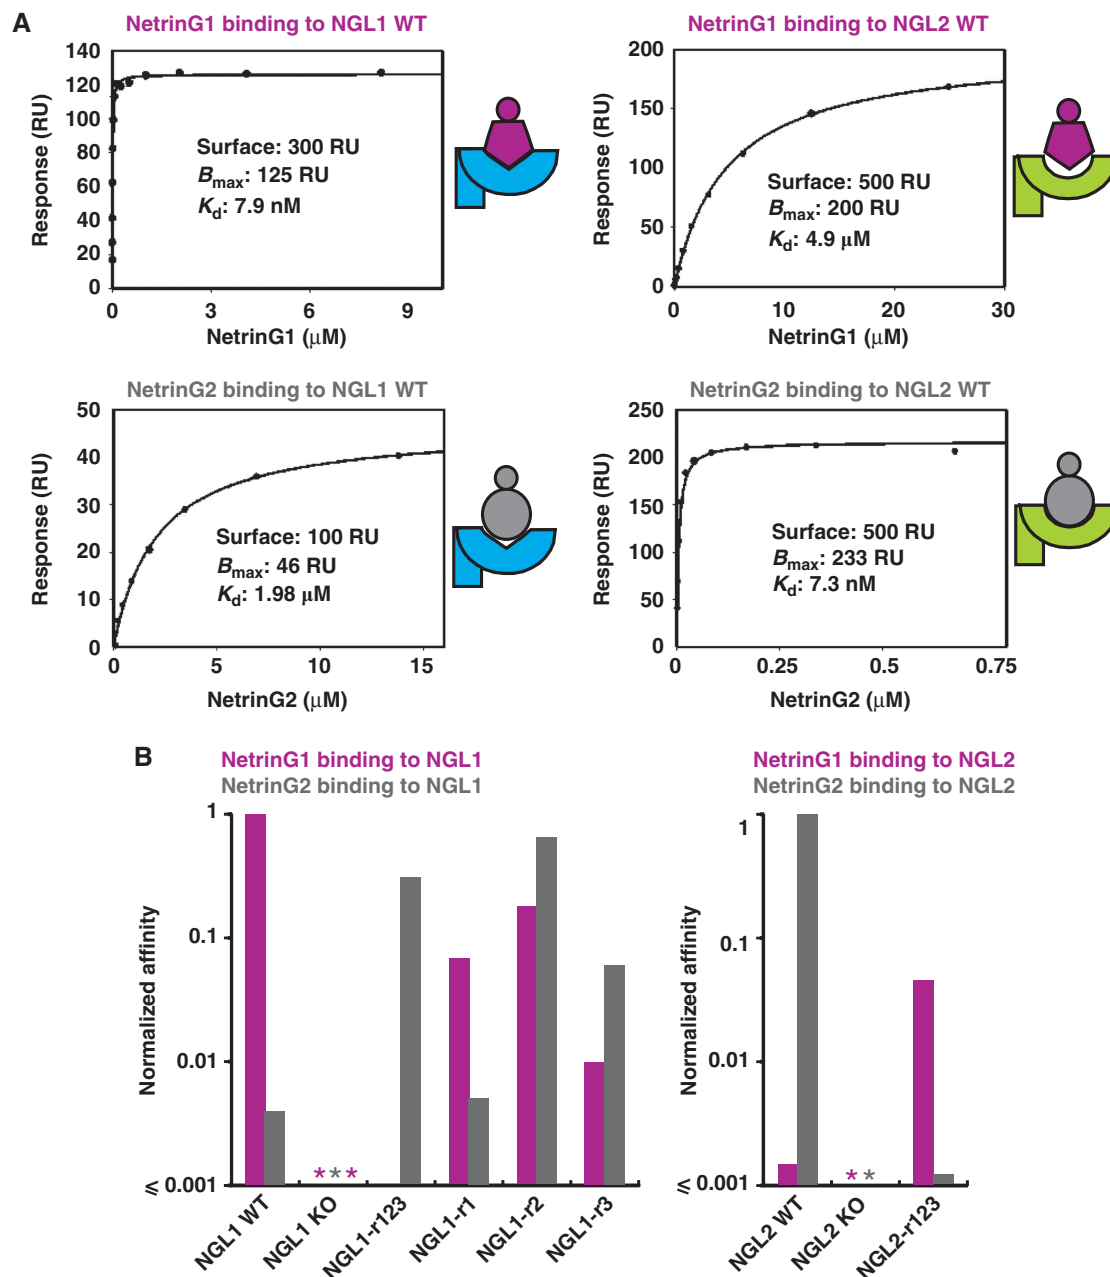 A
NetrinG1 binding to NGL1 WT
Response (RU)
140
120
100
80
60
40
20
0
Surface: 300 RU
Bmax: 125 RU
Kd: 7.9 nM
0 3 6 9
NetrinG1 (μM)
NetrinG1 binding to NGL2 WT
Response (RU)
200
150
100
50
0
Surface: 500 RU
Bmax: 200 RU
Kd: 4.9 μM
0 10 20 30
NetrinG1 (μM)
NetrinG2 binding to NGL1 WT
Response (RU)
50
40
30
20
10
0
Surface: 100 RU
Bmax: 46 RU
Kd: 1.98 μM
0 5 10 15
NetrinG2 (μM)
NetrinG2 binding to NGL2 WT
Response (RU)
250
200
150
100
50
0
Surface: 500 RU
Bmax: 233 RU
Kd: 7.3 nM
0 0.25 0.5 0.75
NetrinG2 (μM)
B
NetrinG1 binding to NGL1
NetrinG2 binding to NGL1
Normalized affinity
1
0.1
0.01
≤ 0.001
* * *
NGL1 WT
NGL1 KO
NGL1-r123
NGL1-r1
NGL1-r2
NGL1-r3
NetrinG1 binding to NGL2
NetrinG2 binding to NGL2
Normalized affinity
1
0.1
0.01
≤ 0.001
* *
NGL2 WT
NGL2 KO
NGL2-r123